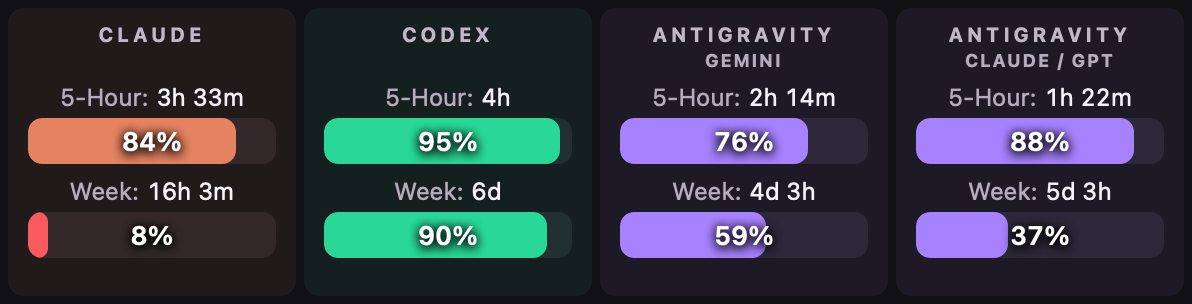 CLAUDE
5-Hour: 3h 33m
84%
Week: 16h 3m
8%
CODEX
5-Hour: 4h
95%
Week: 6d
90%
ANTIGRAVITY
GEMINI
5-Hour: 2h 14m
76%
Week: 4d 3h
59%
ANTIGRAVITY
CLAUDE / GPT
5-Hour: 1h 22m
88%
Week: 5d 3h
37%